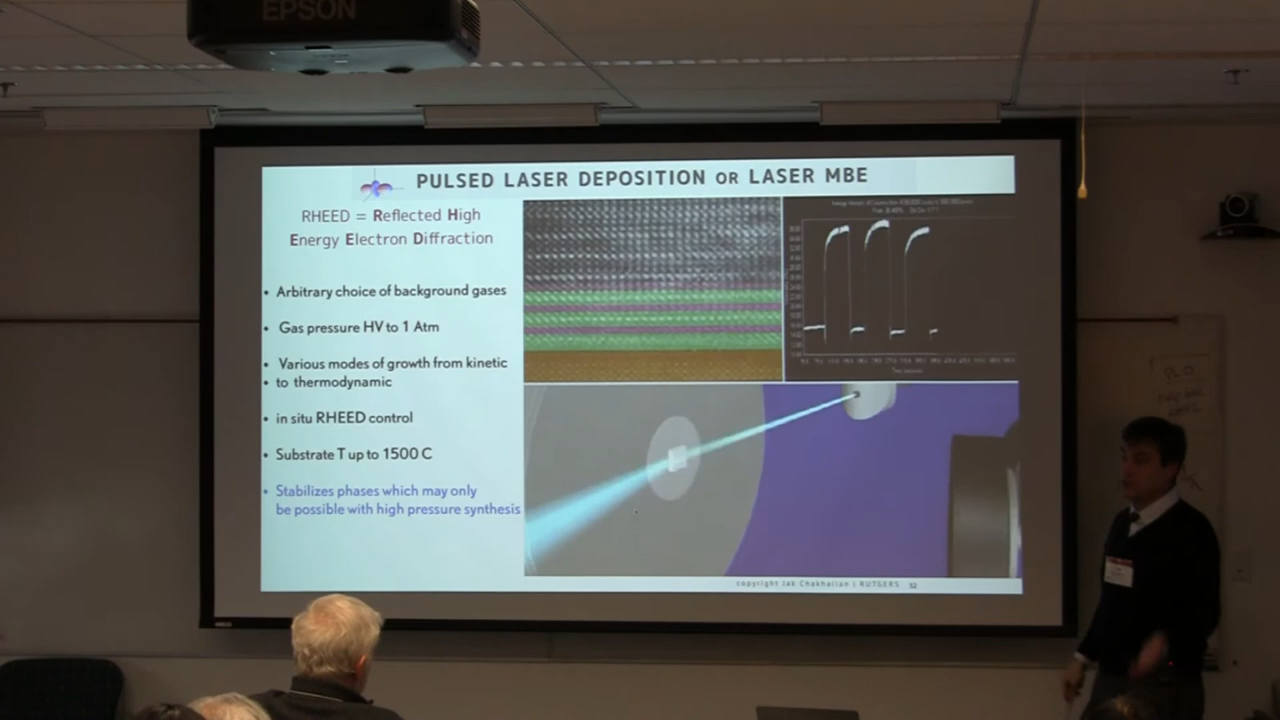 EPSON
PULSED LASER DEPOSITION OR LASER MBE
RHEED = Reflected High
Energy Electron Diffraction
• Arbitrary choice of background gases
• Gas pressure HV to 1 Atm
• Various modes of growth from kinetic
• to thermodynamic
• in situ RHEED control
• Substrate T up to 1500 C
• Stabilizes phases which may only
be possible with high pressure synthesis
copyright Jak Chakhalian | RUTGERS 32